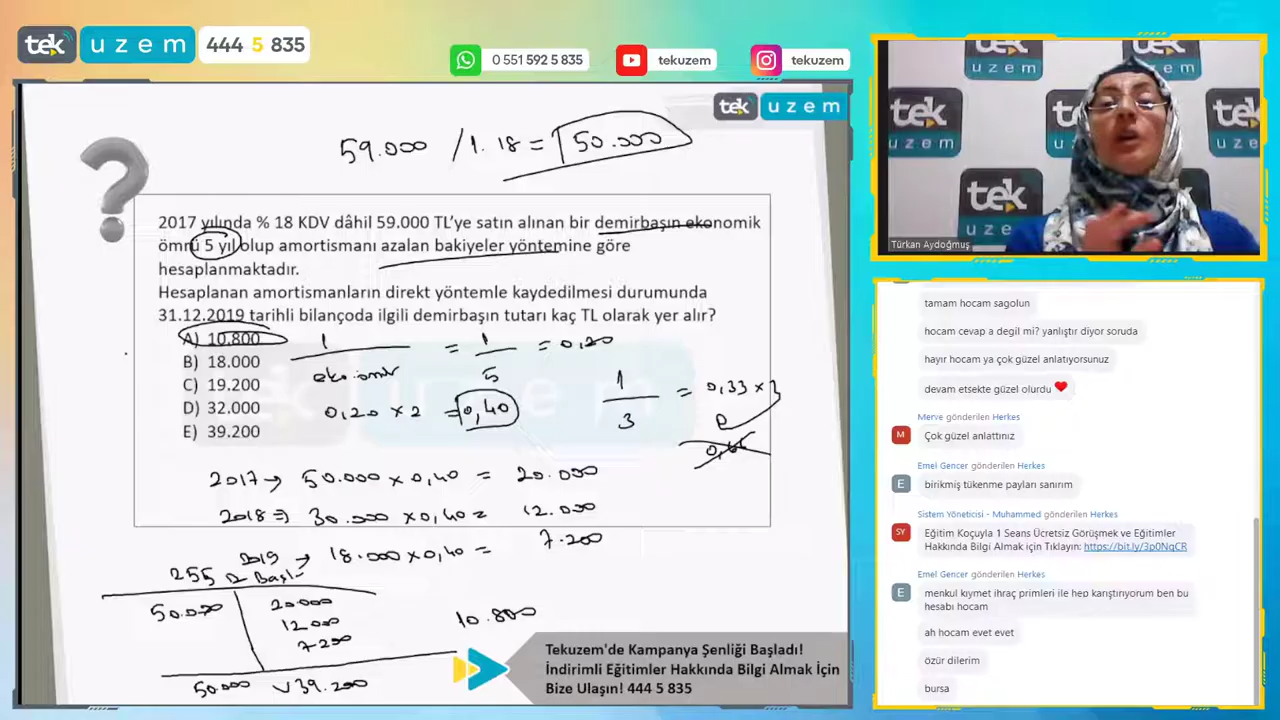 tek uzem 444 5 835
0 551 592 5 835
tekuzem
tekuzem
tek uzem
59.000 / 1.18 = 50.000
2017 yılında % 18 KDV dâhil 59.000 TL'ye satın alınan bir demirbaşın ekonomik
ömrü 5 yıl olup amortismanı azalan bakiyeler yöntemine göre
hesaplanmaktadır.
Hesaplanan amortismanların direkt yöntemle kaydedilmesi durumunda
31.12.2019 tarihli bilançoda ilgili demirbaşın tutarı kaç TL olarak yer alır?
A) 10.800
B) 18.000
C) 19.200
D) 32.000
E) 39.200
1
eko. ömür
= 1
5
= 0,20
0,20 x 2 = 0,40
1
3
= 0,33 x
2017 → 50.000 x 0,40 = 20.000
2018 ⇒ 30.000 x 0,40 = 12.000
2019 → 18.000 x 0,40 = 7.200
255
50.000
20.000
12.000
7.200
50.000
39.200
10.800
Tekuzem'de Kampanya Şenliği Başladı!
İndirimli Eğitimler Hakkında Bilgi Almak İçin
Bize Ulaşın! 444 5 835
tek
uzem
tek
tek
uzem
Türkan Aydoğmuş
tamam hocam sagolun
hocam cevap a degil mi? yanlıştır diyor soruda
hayır hocam ya çok güzel anlatıyorsunuz
devam etsekte güzel olurdu ❤
Merve gönderilen Herkes
M
Çok güzel anlattınız
Emel Gencer gönderilen Herkes
E
birikmiş tükenme payları sanırım
Sistem Yöneticisi - Muhammed gönderilen Herkes
SY
Eğitim Koçuyla 1 Seans Ücretsiz Görüşmek ve Eğitimler
Hakkında Bilgi Almak için Tıklayın: https://bit.ly/3p0NqCR
Emel Gencer gönderilen Herkes
E
menkul kıymet ihraç primleri ile hep karıştırıyorum ben bu
hesabı hocam
ah hocam evet evet
özür dilerim
bursa